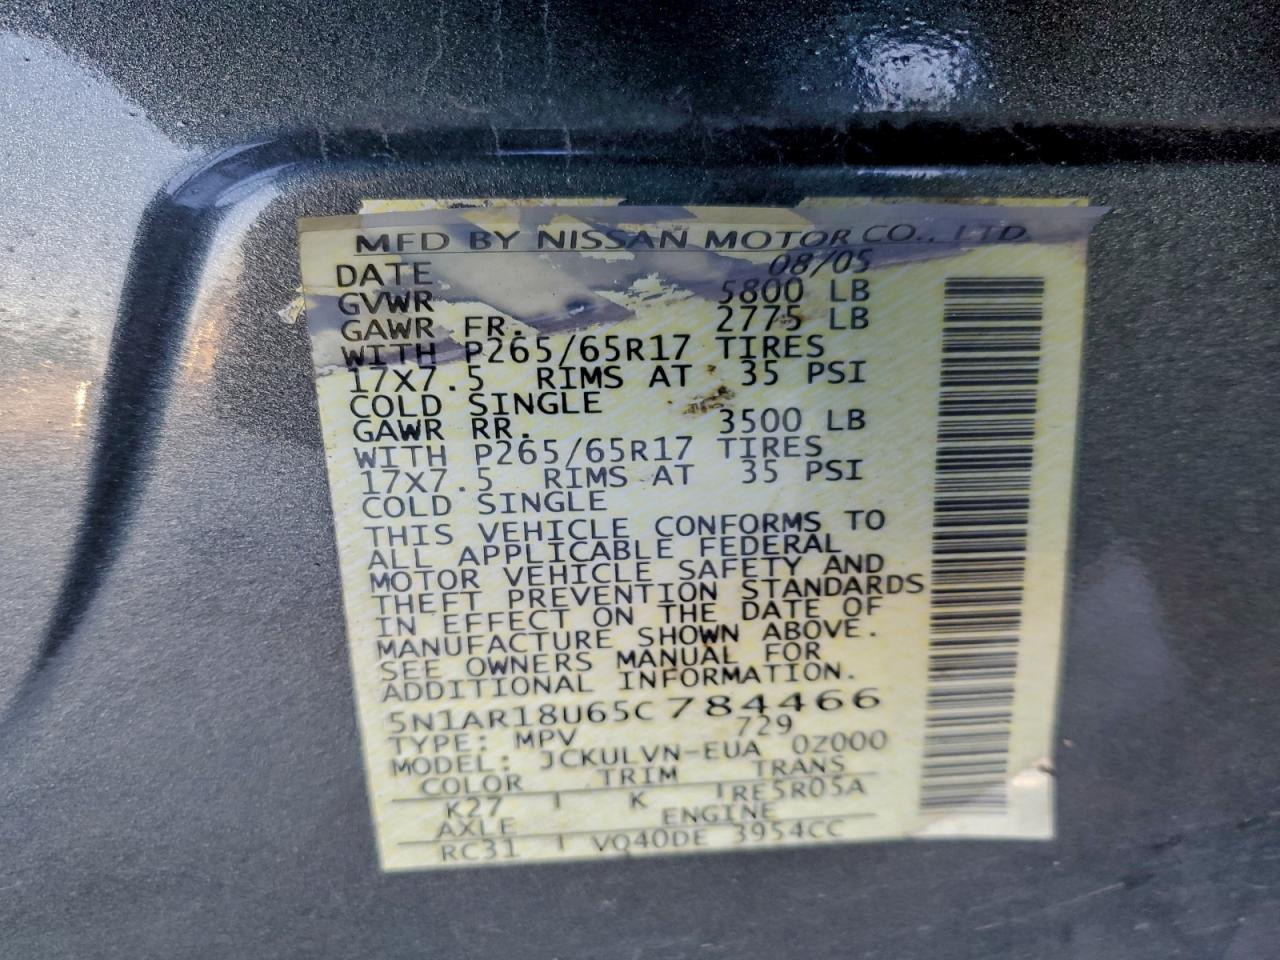 MFD BY NISSAN MOTOR CO., LTD.
DATE 08/05
GVWR 5800 LB
GAWR FR. 2775 LB
WITH P265/65R17 TIRES
17X7.5 RIMS AT 35 PSI
COLD SINGLE
GAWR RR. 3500 LB
WITH P265/65R17 TIRES
17X7.5 RIMS AT 35 PSI
COLD SINGLE
THIS VEHICLE CONFORMS TO
ALL APPLICABLE FEDERAL
MOTOR VEHICLE SAFETY AND
THEFT PREVENTION STANDARDS
IN EFFECT ON THE DATE OF
MANUFACTURE SHOWN ABOVE.
SEE OWNERS MANUAL FOR
ADDITIONAL INFORMATION.
5N1AR18U65C784466
TYPE: MPV 729
MODEL: JCKULVN-EUA 0Z000
COLOR TRIM TRANS
K27 K RE5R05A
AXLE ENGINE
RC31 VQ40DE 3954CC